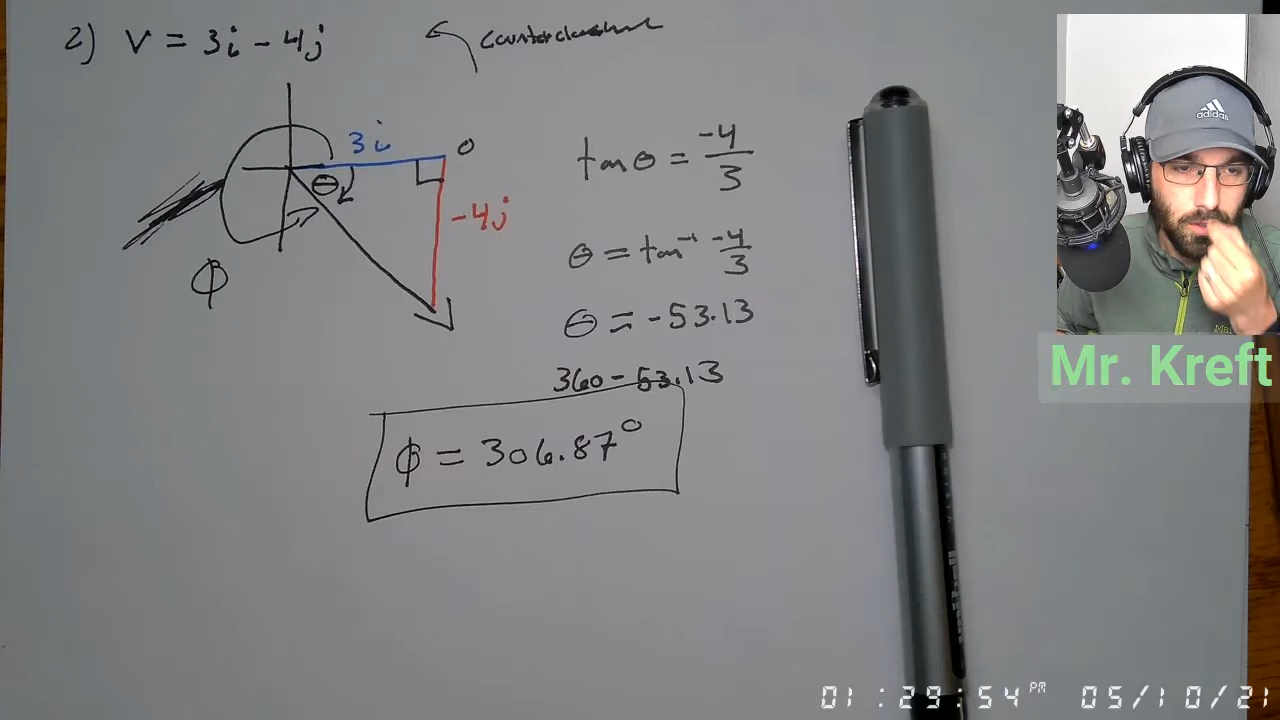 2) v = 3i - 4j
counterclockwise
3i
0
θ
-4j
φ
tan θ = -4/3
θ = tan⁻¹ -4/3
θ ≈ -53.13
360 - 53.13
φ = 306.87°
adidas
Mr. Kreft
01:29:54 PM 05/10/21